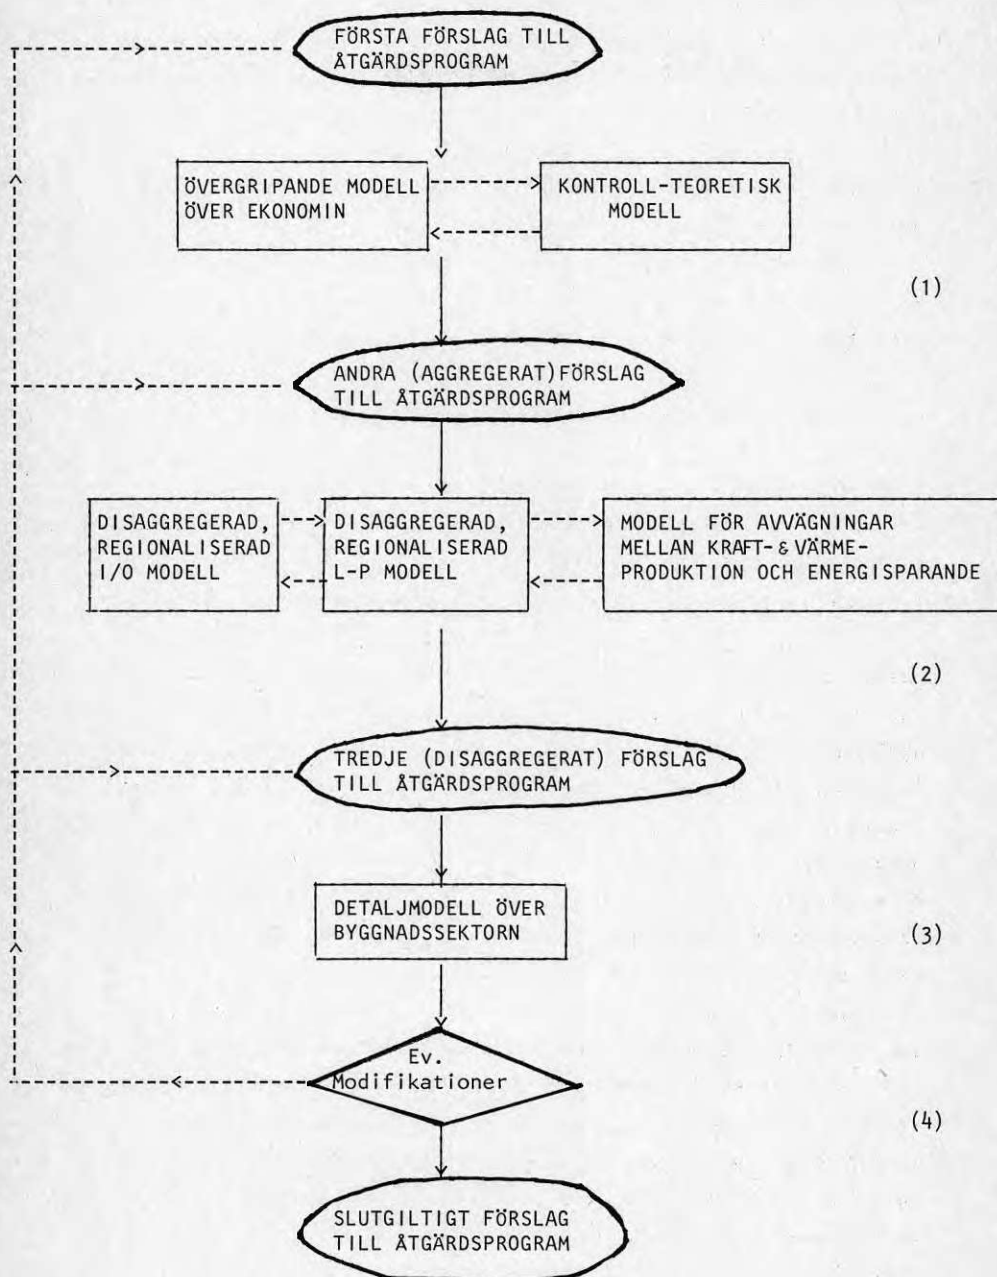 FÖRSTA FÖRSLAG TILL
ÅTGÄRDSPROGRAM
ÖVERGRIPANDE MODELL
ÖVER EKONOMIN
KONTROLL-TEORETISK
MODELL
(1)
ANDRA (AGGREGERAT)FÖRSLAG
TILL ÅTGÄRDSPROGRAM
DISAGGREGERAD,
REGIONALISERAD
I/O MODELL
DISAGGREGERAD,
REGIONALISERAD
L-P MODELL
MODELL FÖR AVVÄGNINGAR
MELLAN KRAFT- & VÄRME-
PRODUKTION OCH ENERGISPARANDE
(2)
TREDJE (DISAGGREGERAT) FÖRSLAG
TILL ÅTGÄRDSPROGRAM
DETALJMODELL ÖVER
BYGGNADSSEKTORN
(3)
Ev.
Modifikationer
(4)
SLUTGILTIGT FÖRSLAG
TILL ÅTGÄRDSPROGRAM